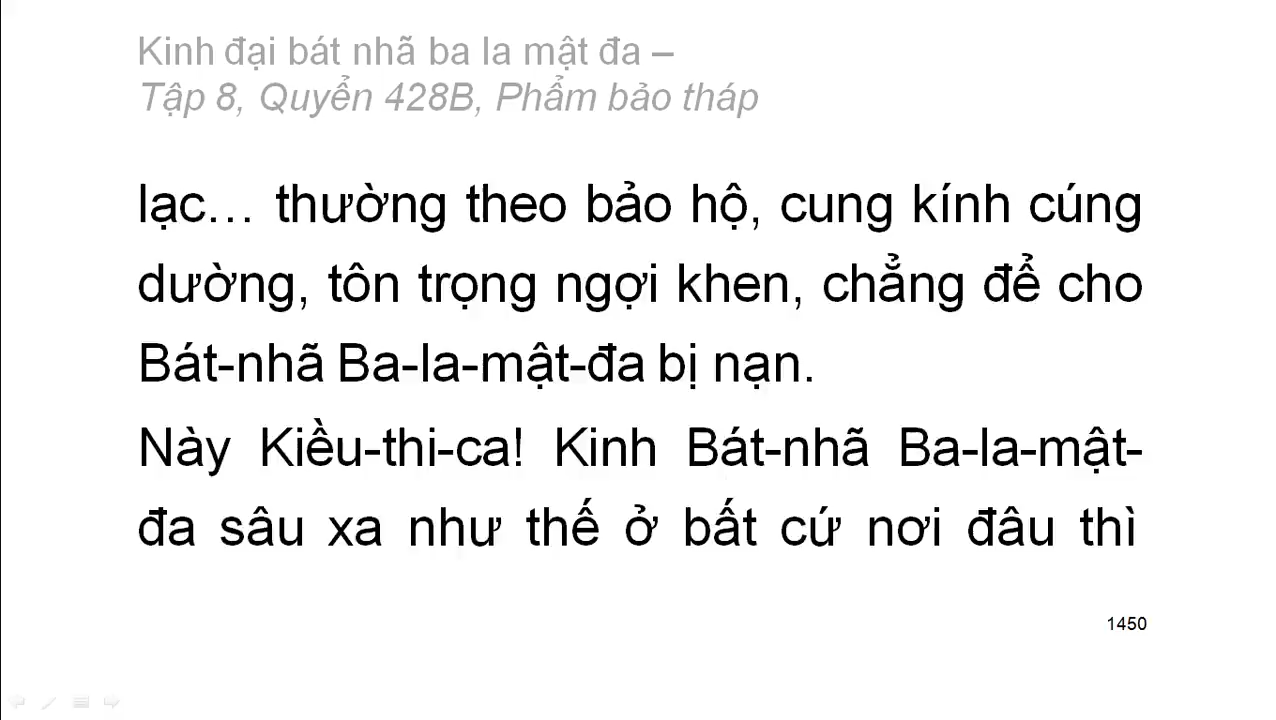 Kinh đại bát nhã ba la mật đa –
Tập 8, Quyển 428B, Phẩm bảo tháp
lạc… thường theo bảo hộ, cung kính cúng
dường, tôn trọng ngợi khen, chẳng để cho
Bát-nhã Ba-la-mật-đa bị nạn.
Này Kiều-thi-ca! Kinh Bát-nhã Ba-la-mật-
đa sâu xa như thế ở bất cứ nơi đâu thì
1450